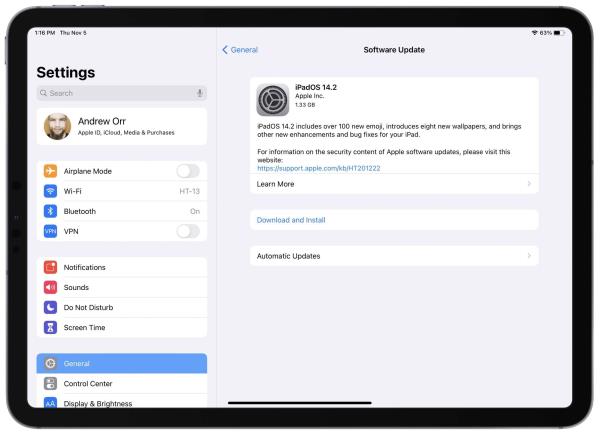 1:16 PM Thu Nov 5
63%
Settings
Search
Andrew Orr
Apple ID, iCloud, Media & Purchases
Airplane Mode
Wi-Fi HT-13
Bluetooth On
VPN VPN
Notifications
Sounds
Do Not Disturb
Screen Time
General
Control Center
AA Display & Brightness
General
Software Update
iPadOS 14.2
Apple Inc.
1.33 GB
iPadOS 14.2 includes over 100 new emoji, introduces eight new wallpapers, and brings
other new enhancements and bug fixes for your iPad.
For information on the security content of Apple software updates, please visit this
website:
https://support.apple.com/kb/HT201222
Learn More
Download and Install
Automatic Updates